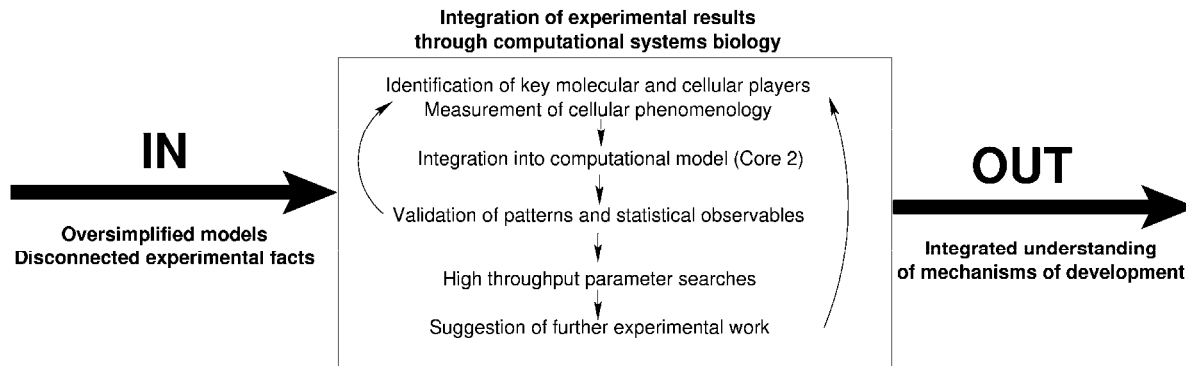 Integration of experimental results
through computational systems biology
Identification of key molecular and cellular players
Measurement of cellular phenomenology
Integration into computational model (Core 2)
Validation of patterns and statistical observables
High throughput parameter searches
Suggestion of further experimental work
IN
Oversimplified models
Disconnected experimental facts
OUT
Integrated understanding
of mechanisms of development